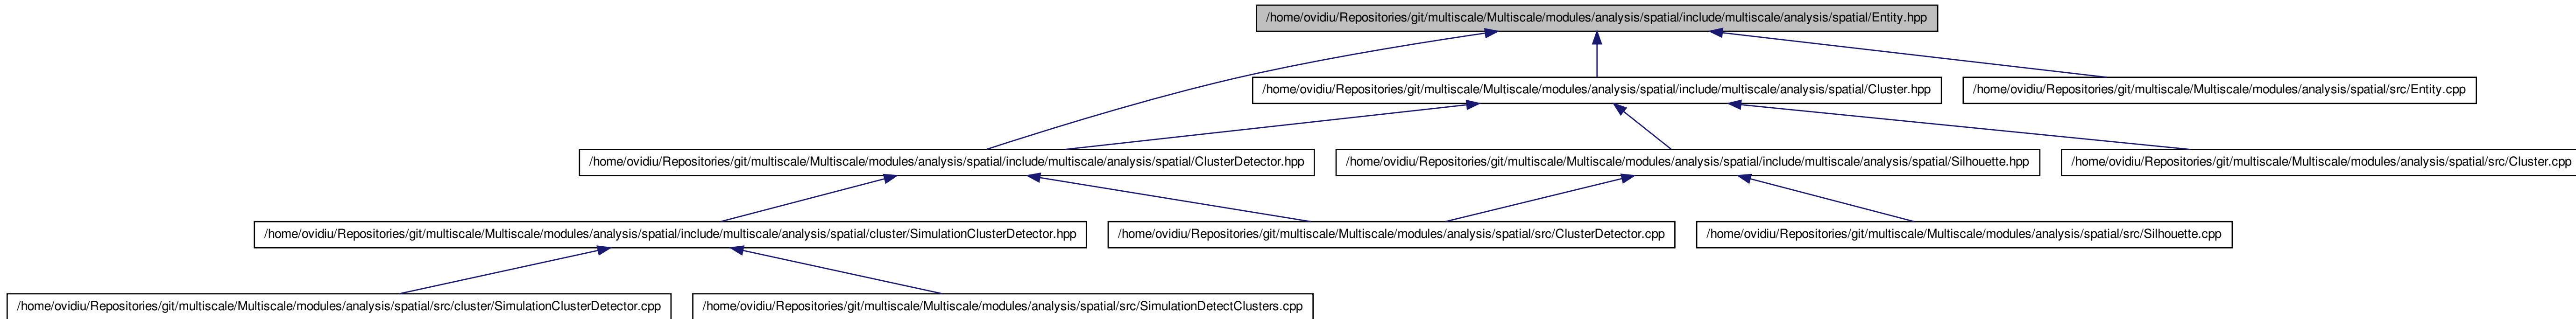 /home/ovidiu/Repositories/git/multiscale/Multiscale/modules/analysis/spatial/include/multiscale/analysis/spatial/Entity.hpp
/home/ovidiu/Repositories/git/multiscale/Multiscale/modules/analysis/spatial/include/multiscale/analysis/spatial/Cluster.hpp
/home/ovidiu/Repositories/git/multiscale/Multiscale/modules/analysis/spatial/src/Entity.cpp
/home/ovidiu/Repositories/git/multiscale/Multiscale/modules/analysis/spatial/include/multiscale/analysis/spatial/ClusterDetector.hpp
/home/ovidiu/Repositories/git/multiscale/Multiscale/modules/analysis/spatial/include/multiscale/analysis/spatial/Silhouette.hpp
/home/ovidiu/Repositories/git/multiscale/Multiscale/modules/analysis/spatial/src/Cluster.cpp
/home/ovidiu/Repositories/git/multiscale/Multiscale/modules/analysis/spatial/include/multiscale/analysis/spatial/cluster/SimulationClusterDetector.hpp
/home/ovidiu/Repositories/git/multiscale/Multiscale/modules/analysis/spatial/src/ClusterDetector.cpp
/home/ovidiu/Repositories/git/multiscale/Multiscale/modules/analysis/spatial/src/Silhouette.cpp
/home/ovidiu/Repositories/git/multiscale/Multiscale/modules/analysis/spatial/src/cluster/SimulationClusterDetector.cpp
/home/ovidiu/Repositories/git/multiscale/Multiscale/modules/analysis/spatial/src/SimulationDetectClusters.cpp